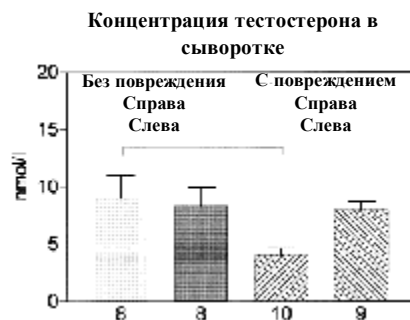 Концентрация тестостерона в
сыворотке
20
Без повреждения С повреждением
Справа Справа
Слева Слева
15
nmol/l
10
5
0
8 8 10 9